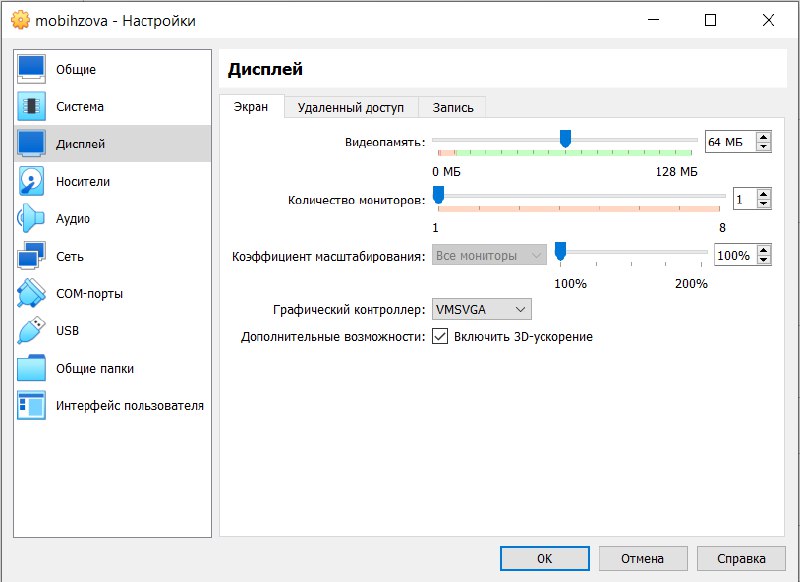 mobihzova - Настройки
Общие
Система
Дисплей
Носители
Аудио
Сеть
COM-порты
USB
Общие папки
Интерфейс пользователя
Дисплей
Экран Удаленный доступ Запись
Видеопамять: 64 МБ
0 МБ 128 МБ
Количество мониторов: 1
1 8
Коэффициент масштабирования: Все мониторы 100%
100% 200%
Графический контроллер: VMSVGA
Дополнительные возможности: Включить 3D-ускорение
OK Отмена Справка